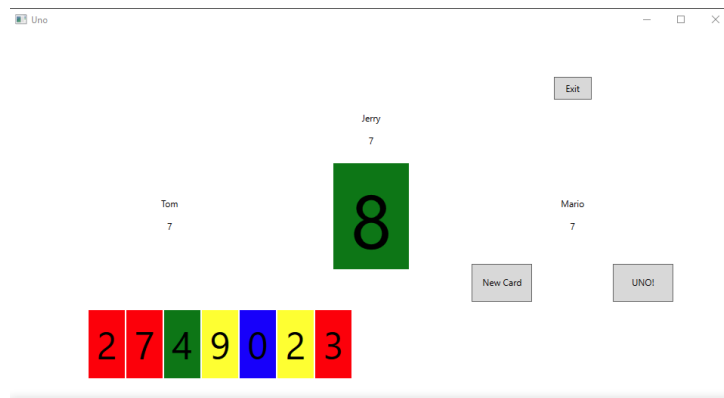 Uno
Exit
Jerry
7
8
Tom
7
Mario
7
New Card
UNO!
2 7 4 9 0 2 3